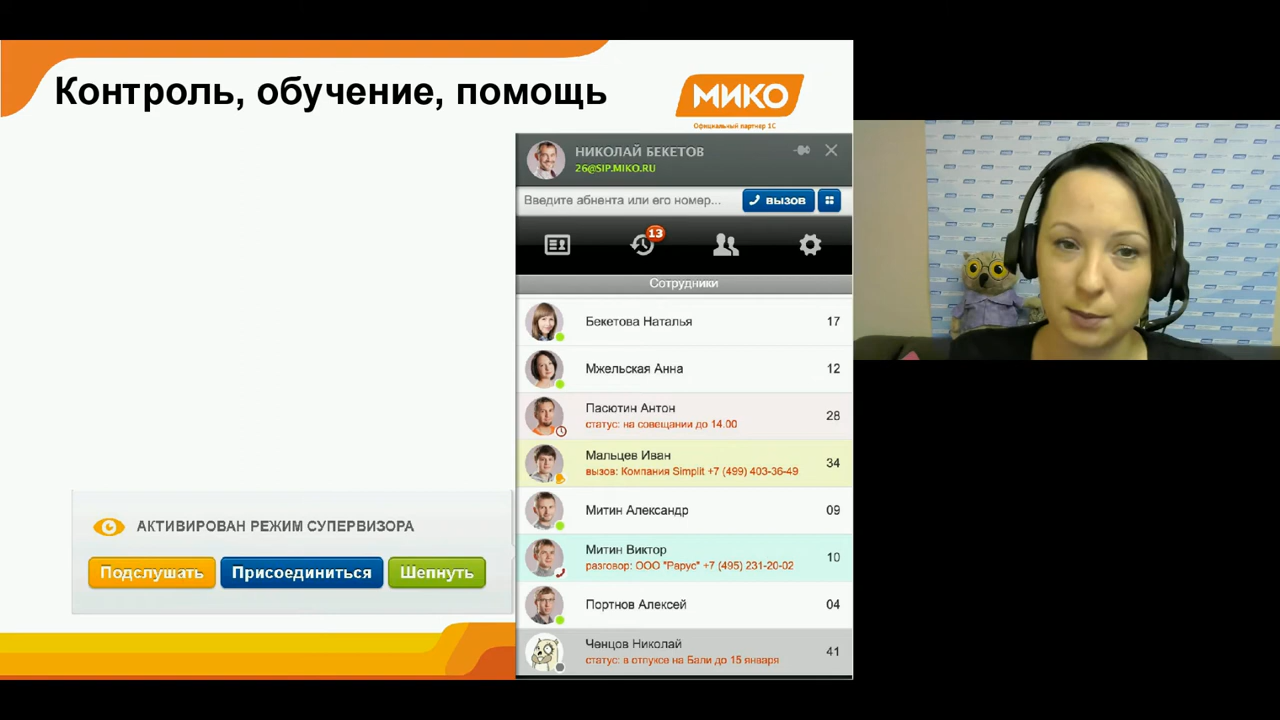 Контроль, обучение, помощь
МИКО
Официальный партнер 1С
НИКОЛАЙ БЕКЕТОВ
26@SIP.MIKO.RU
Введите абнента или его номер...
вызов
13
Сотрудники
Бекетова Наталья 17
Мжельская Анна 12
Пасютин Антон 28
статус: на совещании до 14.00
Мальцев Иван 34
вызов: Компания Simplit +7 (499) 403-36-49
Митин Александр 09
Митин Виктор 10
разговор: ООО "Рарус" +7 (495) 231-20-02
Портнов Алексей 04
Ченцов Николай 41
статус: в отпуске на Бали до 15 января
АКТИВИРОВАН РЕЖИМ СУПЕРВИЗОРА
Подслушать Присоединиться Шепнуть